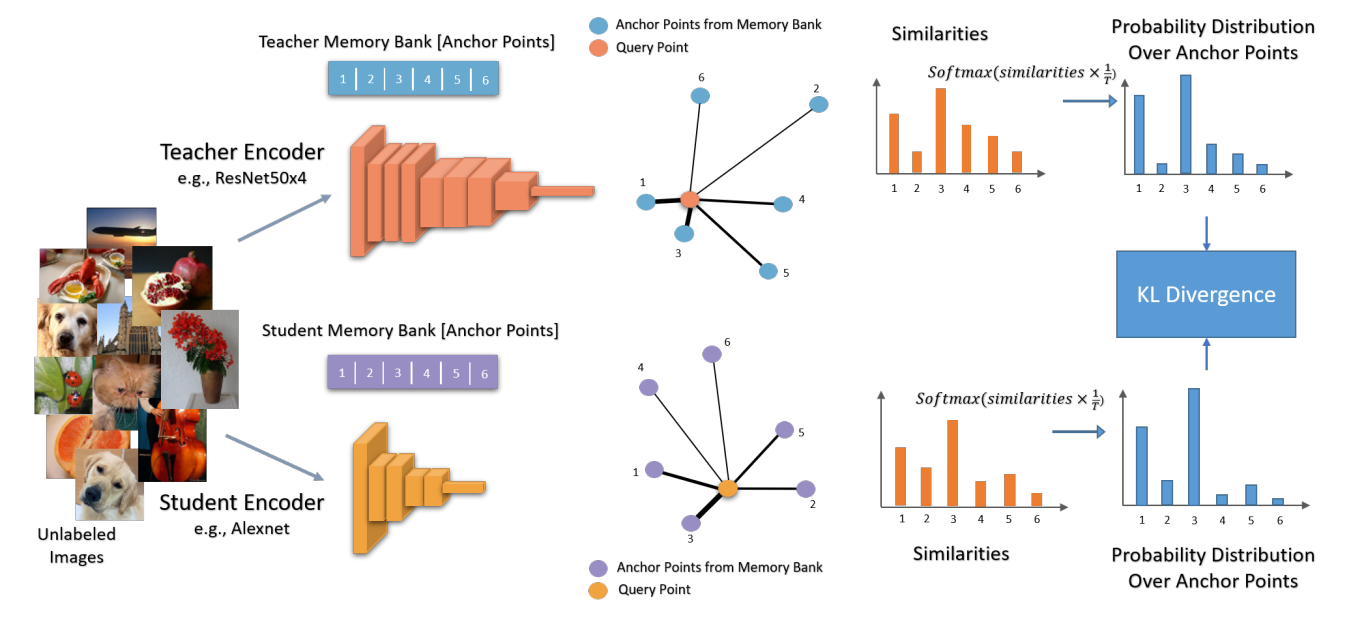 Teacher Memory Bank [Anchor Points]
1 2 3 4 5 6
Teacher Encoder
e.g., ResNet50x4
Anchor Points from Memory Bank
Query Point
6
2
1
4
3
5
Similarities
Softmax(similarities × 1/T)
1 2 3 4 5 6
Probability Distribution
Over Anchor Points
1 2 3 4 5 6
KL Divergence
Unlabeled
Images
Student Memory Bank [Anchor Points]
1 2 3 4 5 6
Student Encoder
e.g., Alexnet
6
4
5
1
2
3
Anchor Points from Memory Bank
Query Point
Softmax(similarities × 1/T)
1 2 3 4 5 6
Similarities
1 2 3 4 5 6
Probability Distribution
Over Anchor Points